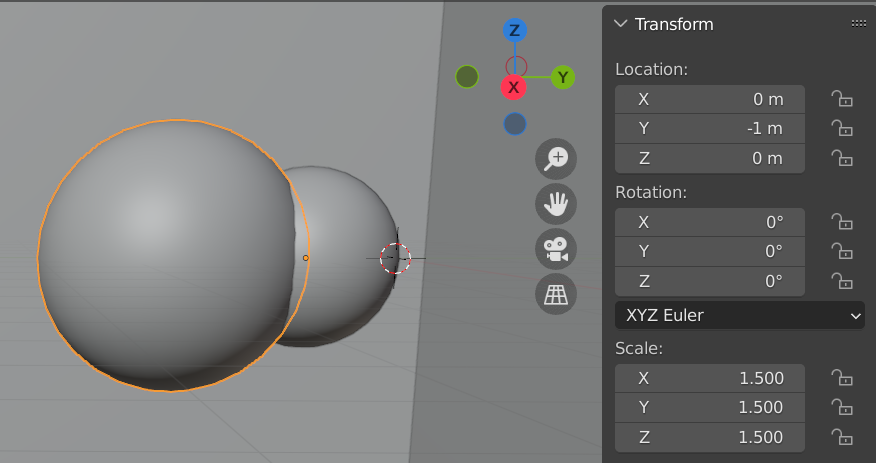 Z
Y
X
Transform
Location:
X 0 m
Y -1 m
Z 0 m
Rotation:
X 0°
Y 0°
Z 0°
XYZ Euler
Scale:
X 1.500
Y 1.500
Z 1.500